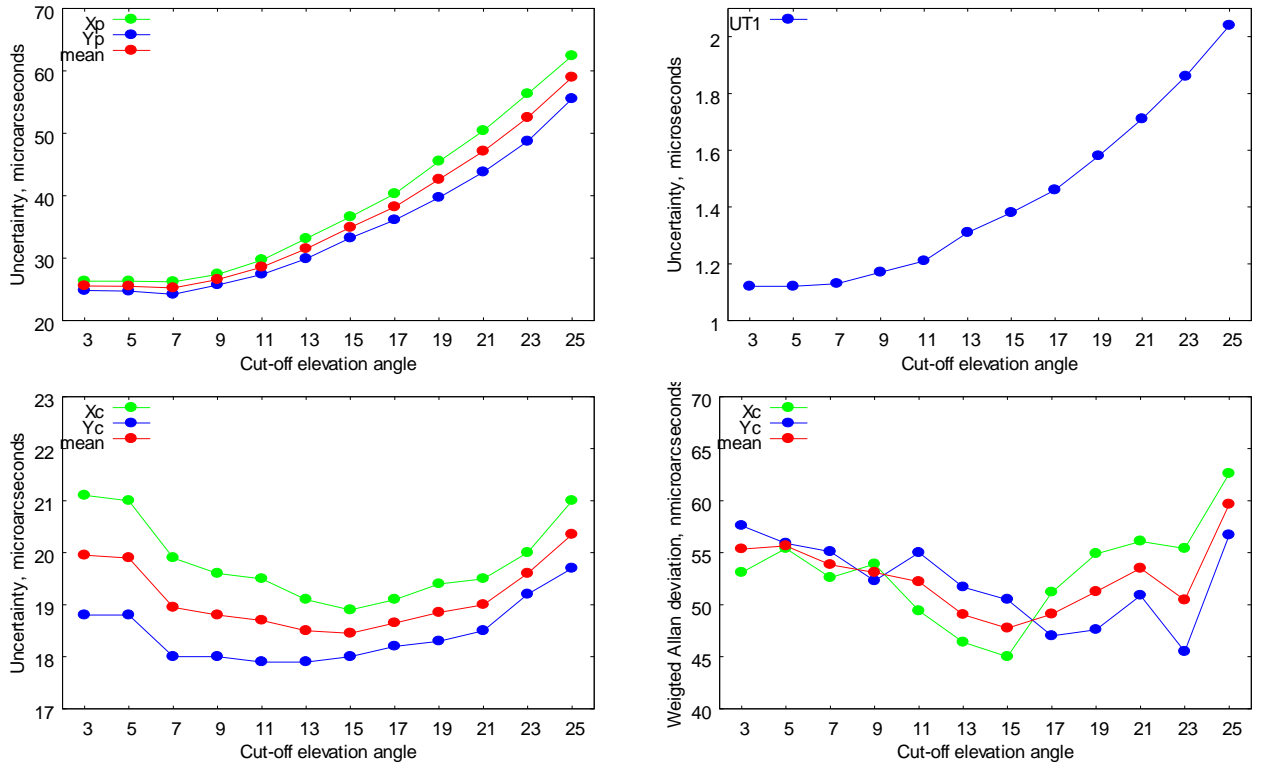 70
60
50
40
30
20
Uncertainty, microarcseconds
Xp
Yp
mean
3 5 7 9 11 13 15 17 19 21 23 25
Cut-off elevation angle
2
1.8
1.6
1.4
1.2
1
Uncertainty, microseconds
UT1
3 5 7 9 11 13 15 17 19 21 23 25
Cut-off elevation angle
23
22
21
20
19
18
17
Uncertainty, microarcseconds
Xc
Yc
mean
3 5 7 9 11 13 15 17 19 21 23 25
Cut-off elevation angle
70
65
60
55
50
45
40
Weigted Allan deviation, nmicroarcseconds
Xc
Yc
mean
3 5 7 9 11 13 15 17 19 21 23 25
Cut-off elevation angle